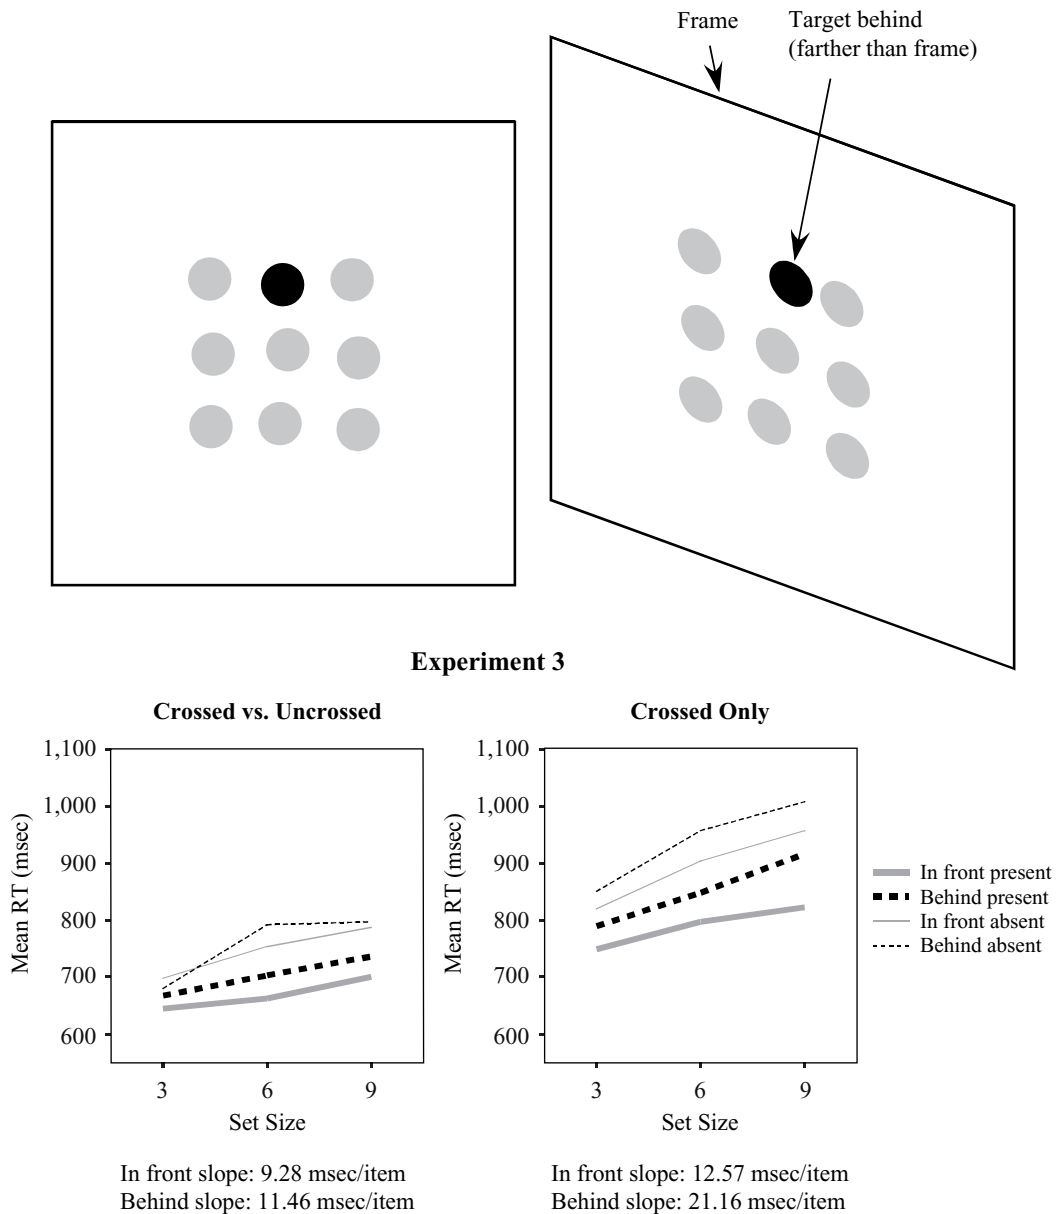 Frame
Target behind
(farther than frame)
Experiment 3
Crossed vs. Uncrossed
Mean RT (msec)
1,100
1,000
900
800
700
600
3 6 9
Set Size
In front slope: 9.28 msec/item
Behind slope: 11.46 msec/item
Crossed Only
Mean RT (msec)
1,100
1,000
900
800
700
600
3 6 9
Set Size
In front slope: 12.57 msec/item
Behind slope: 21.16 msec/item
In front present
Behind present
In front absent
Behind absent